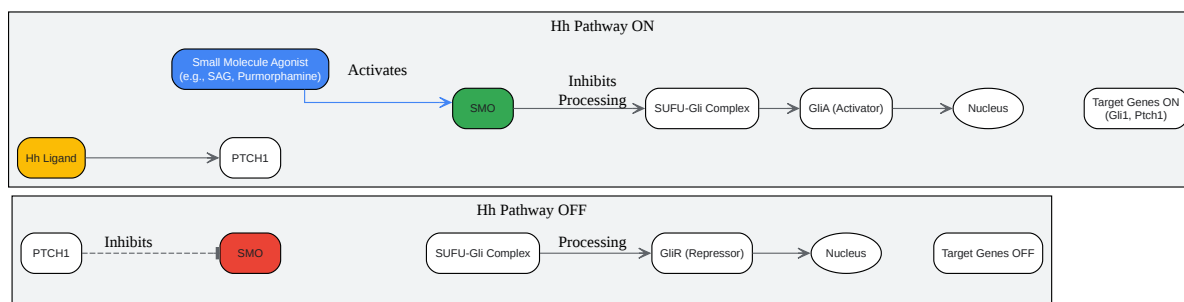 Hh Pathway ON
Small Molecule Agonist
(e.g., SAG, Purmorphamine)
Activates
Inhibits
Processing
SMO
SUFU-Gli Complex
GliA (Activator)
Nucleus
Target Genes ON
(Gli1, Ptch1)
Hh Ligand
PTCH1
Hh Pathway OFF
PTCH1
Inhibits
SMO
SUFU-Gli Complex
Processing
GliR (Repressor)
Nucleus
Target Genes OFF